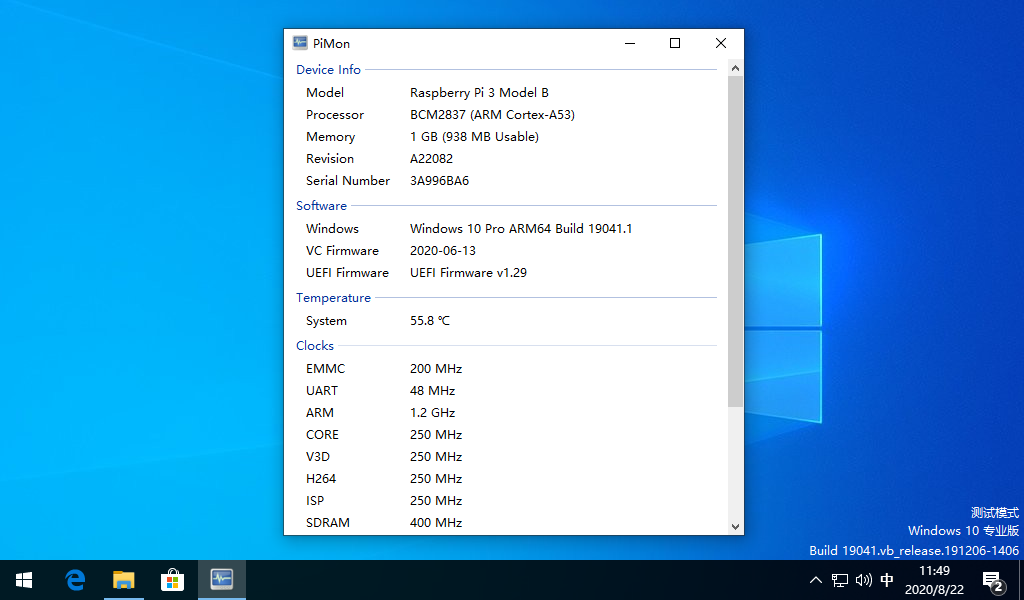 PiMon
Device Info
Model Raspberry Pi 3 Model B
Processor BCM2837 (ARM Cortex-A53)
Memory 1 GB (938 MB Usable)
Revision A22082
Serial Number 3A996BA6
Software
Windows Windows 10 Pro ARM64 Build 19041.1
VC Firmware 2020-06-13
UEFI Firmware UEFI Firmware v1.29
Temperature
System 55.8 ℃
Clocks
EMMC 200 MHz
UART 48 MHz
ARM 1.2 GHz
CORE 250 MHz
V3D 250 MHz
H264 250 MHz
ISP 250 MHz
SDRAM 400 MHz
测试模式
Windows 10 专业版
Build 19041.vb_release.191206-1406
中
11:49
2020/8/22
2